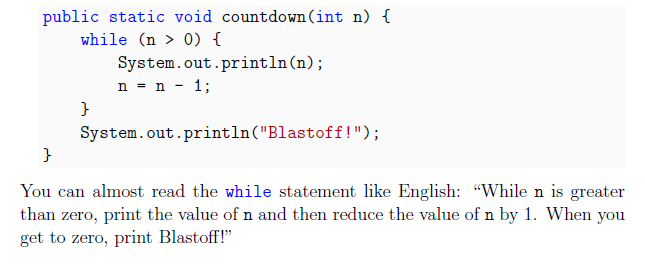 public static void countdown(int n) {
    while (n > 0) {
        System.out.println(n);
        n = n - 1;
    }
    System.out.println("Blastoff!");
}
You can almost read the while statement like English: “While n is greater
than zero, print the value of n and then reduce the value of n by 1. When you
get to zero, print Blastoff!”